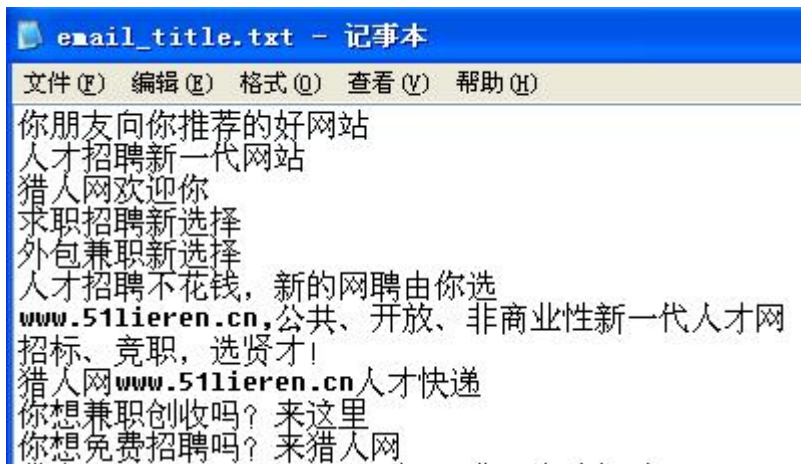 email_title.txt - 记事本
文件(F) 编辑(E) 格式(O) 查看(V) 帮助(H)
你朋友向你推荐的好网站
人才招聘新一代网站
猎人网欢迎你
求职招聘新选择
外包兼职新选择
人才招聘不花钱，新的网聘由你选
www.51lieren.cn,公共、开放、非商业性新一代人才网
招标、竞职，选贤才!
猎人网www.51lieren.cn人才快递
你想兼职创收吗？来这里
你想免费招聘吗？来猎人网